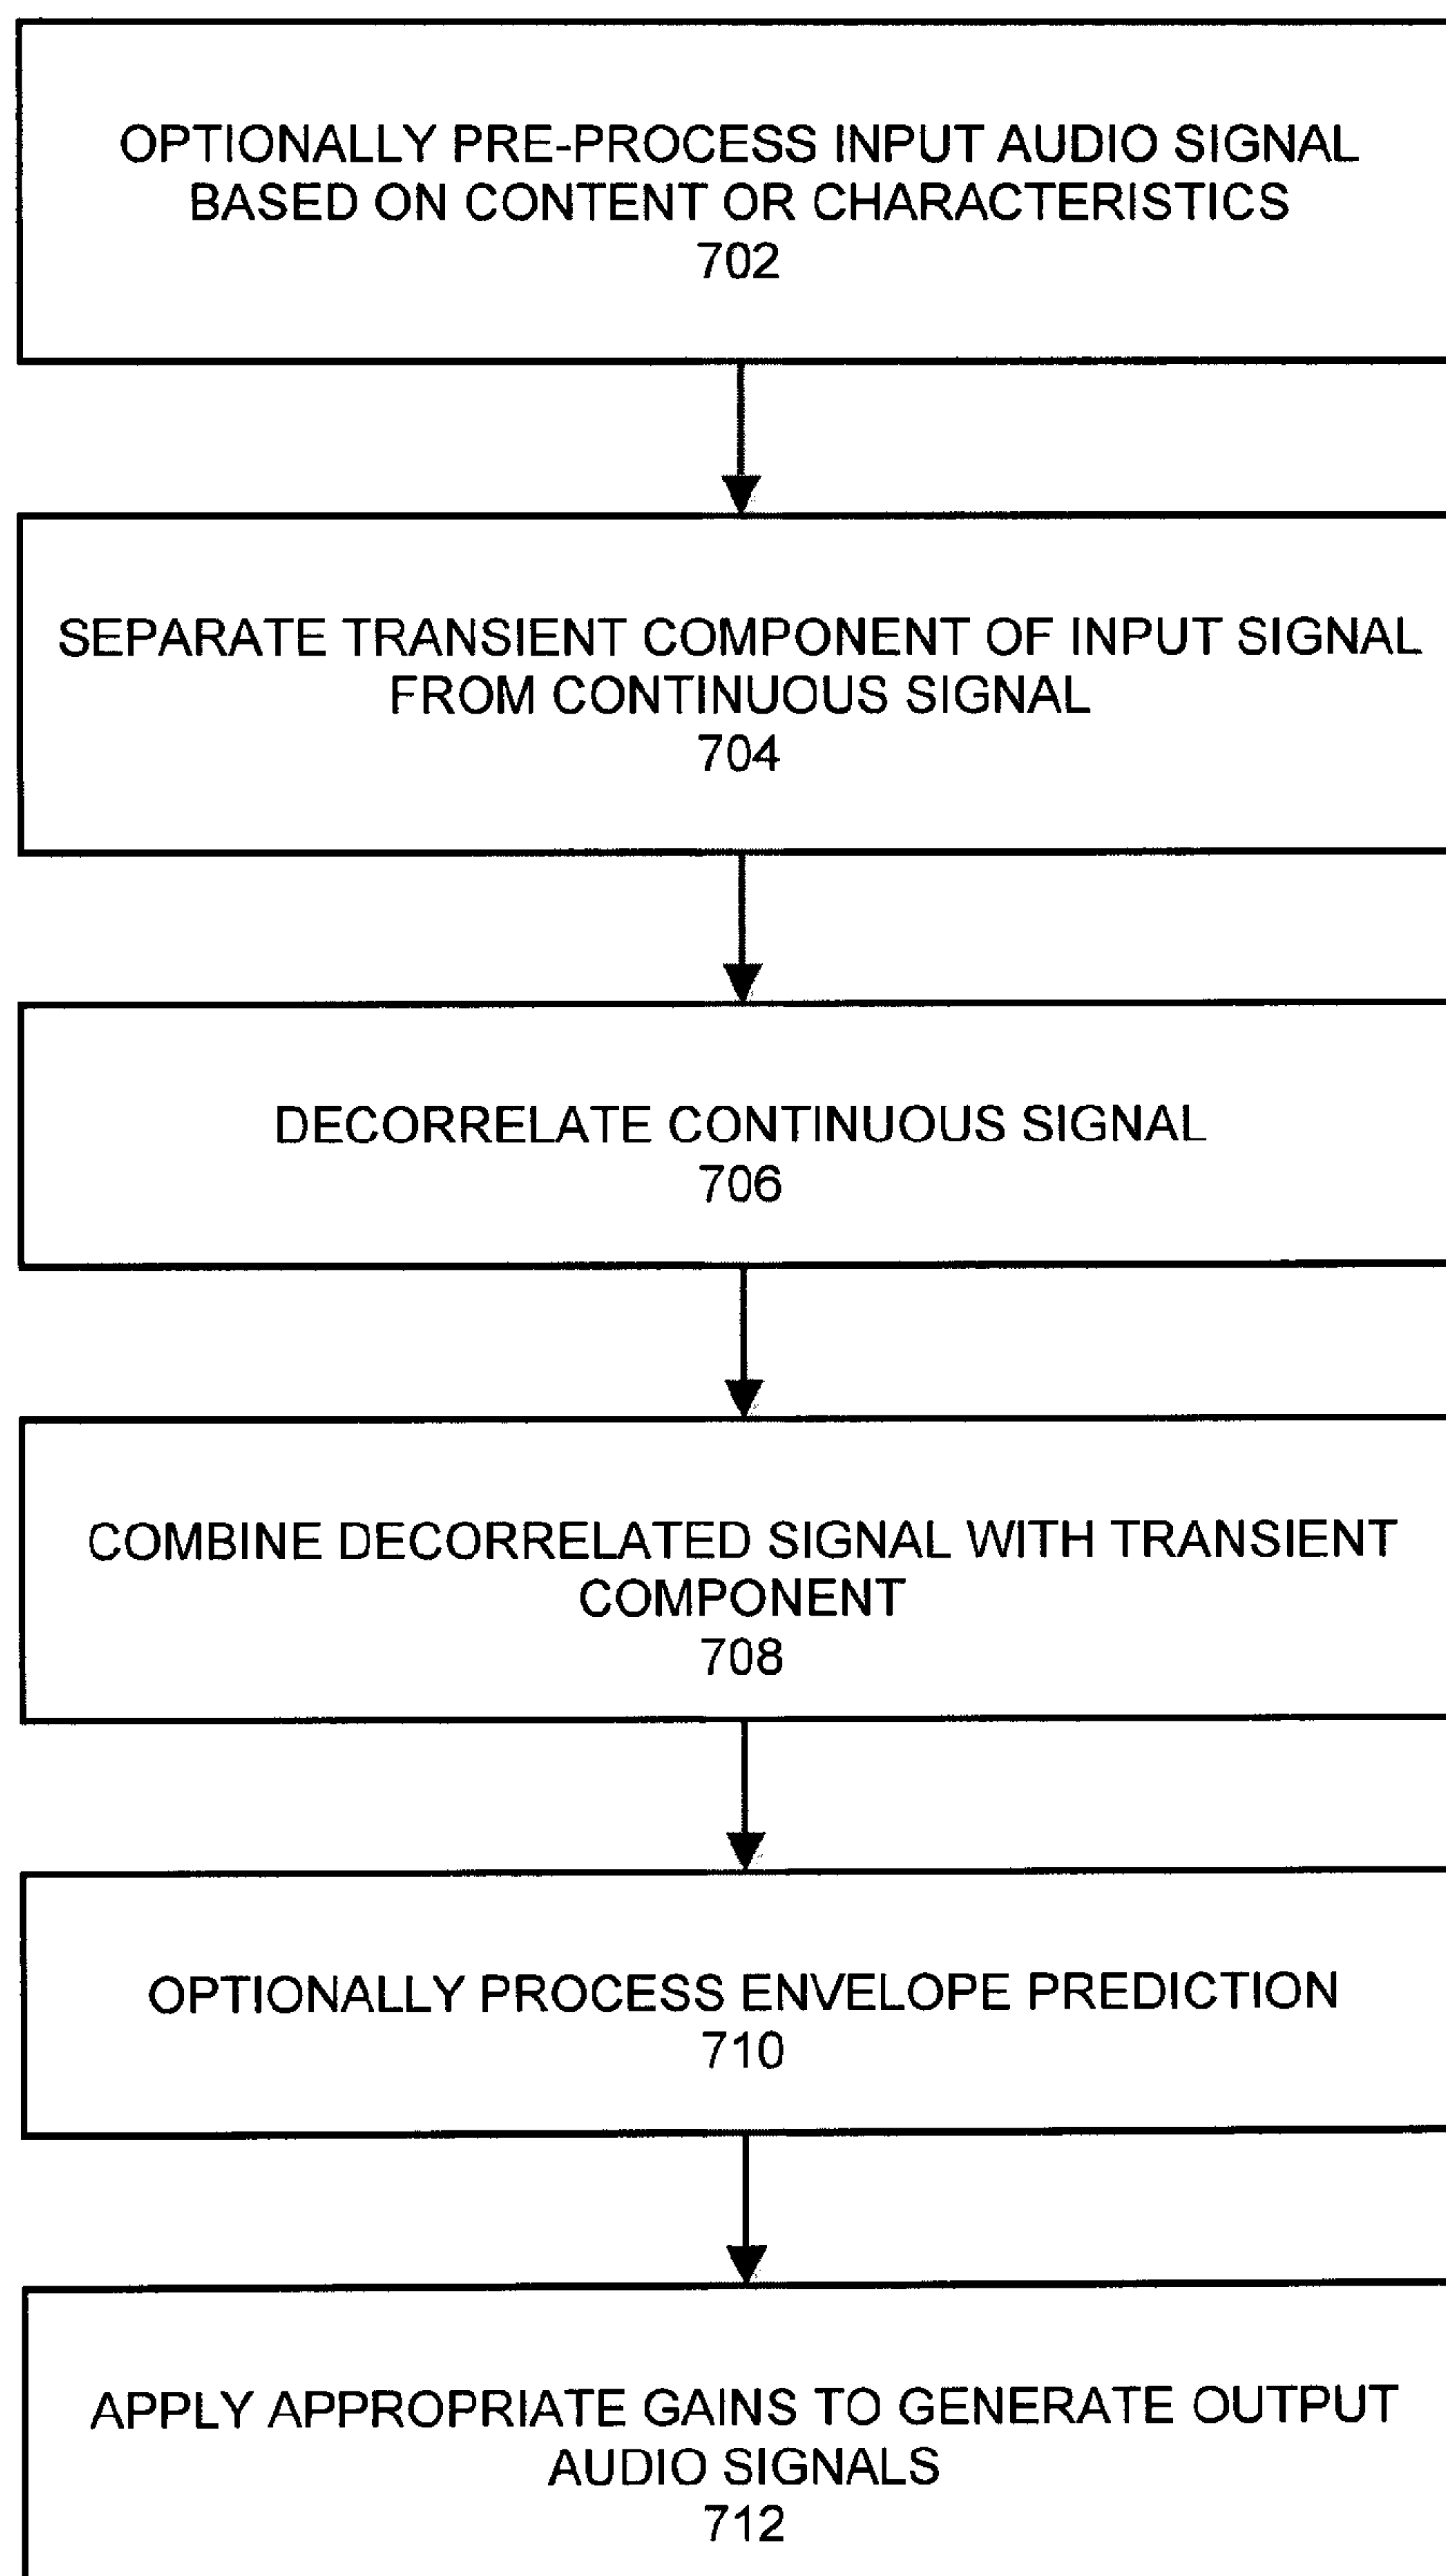 OPTIONALLY PRE-PROCESS INPUT AUDIO SIGNAL
BASED ON CONTENT OR CHARACTERISTICS
702
SEPARATE TRANSIENT COMPONENT OF INPUT SIGNAL
FROM CONTINUOUS SIGNAL
704
DECORRELATE CONTINUOUS SIGNAL
706
COMBINE DECORRELATED SIGNAL WITH TRANSIENT
COMPONENT
708
OPTIONALLY PROCESS ENVELOPE PREDICTION
710
APPLY APPROPRIATE GAINS TO GENERATE OUTPUT
AUDIO SIGNALS
712